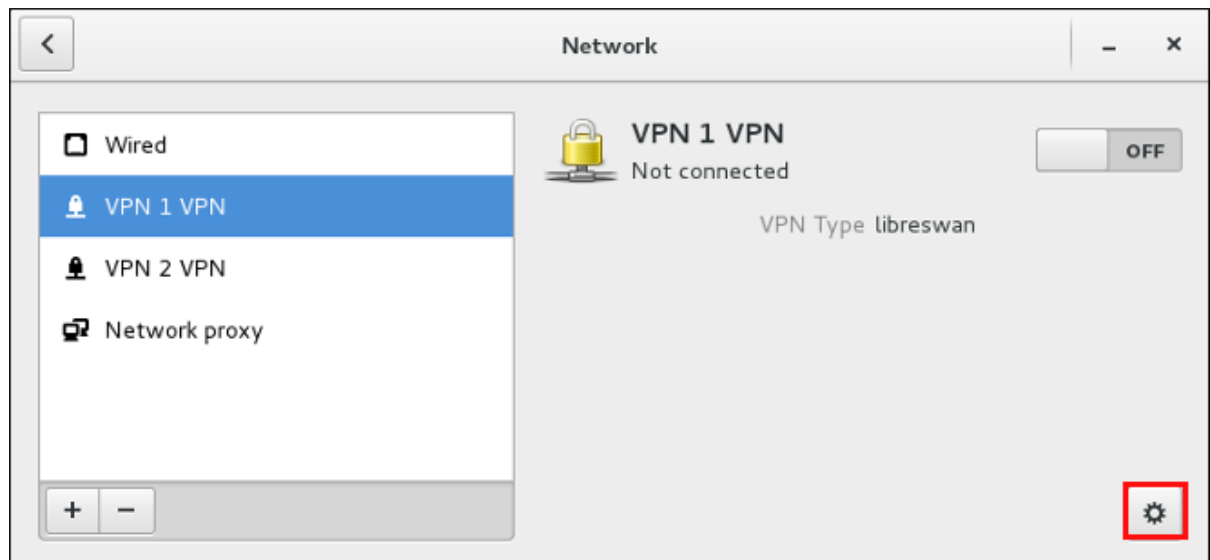 Network
Wired
VPN 1 VPN
VPN 2 VPN
Network proxy
VPN 1 VPN
Not connected
OFF
VPN Type libreswan